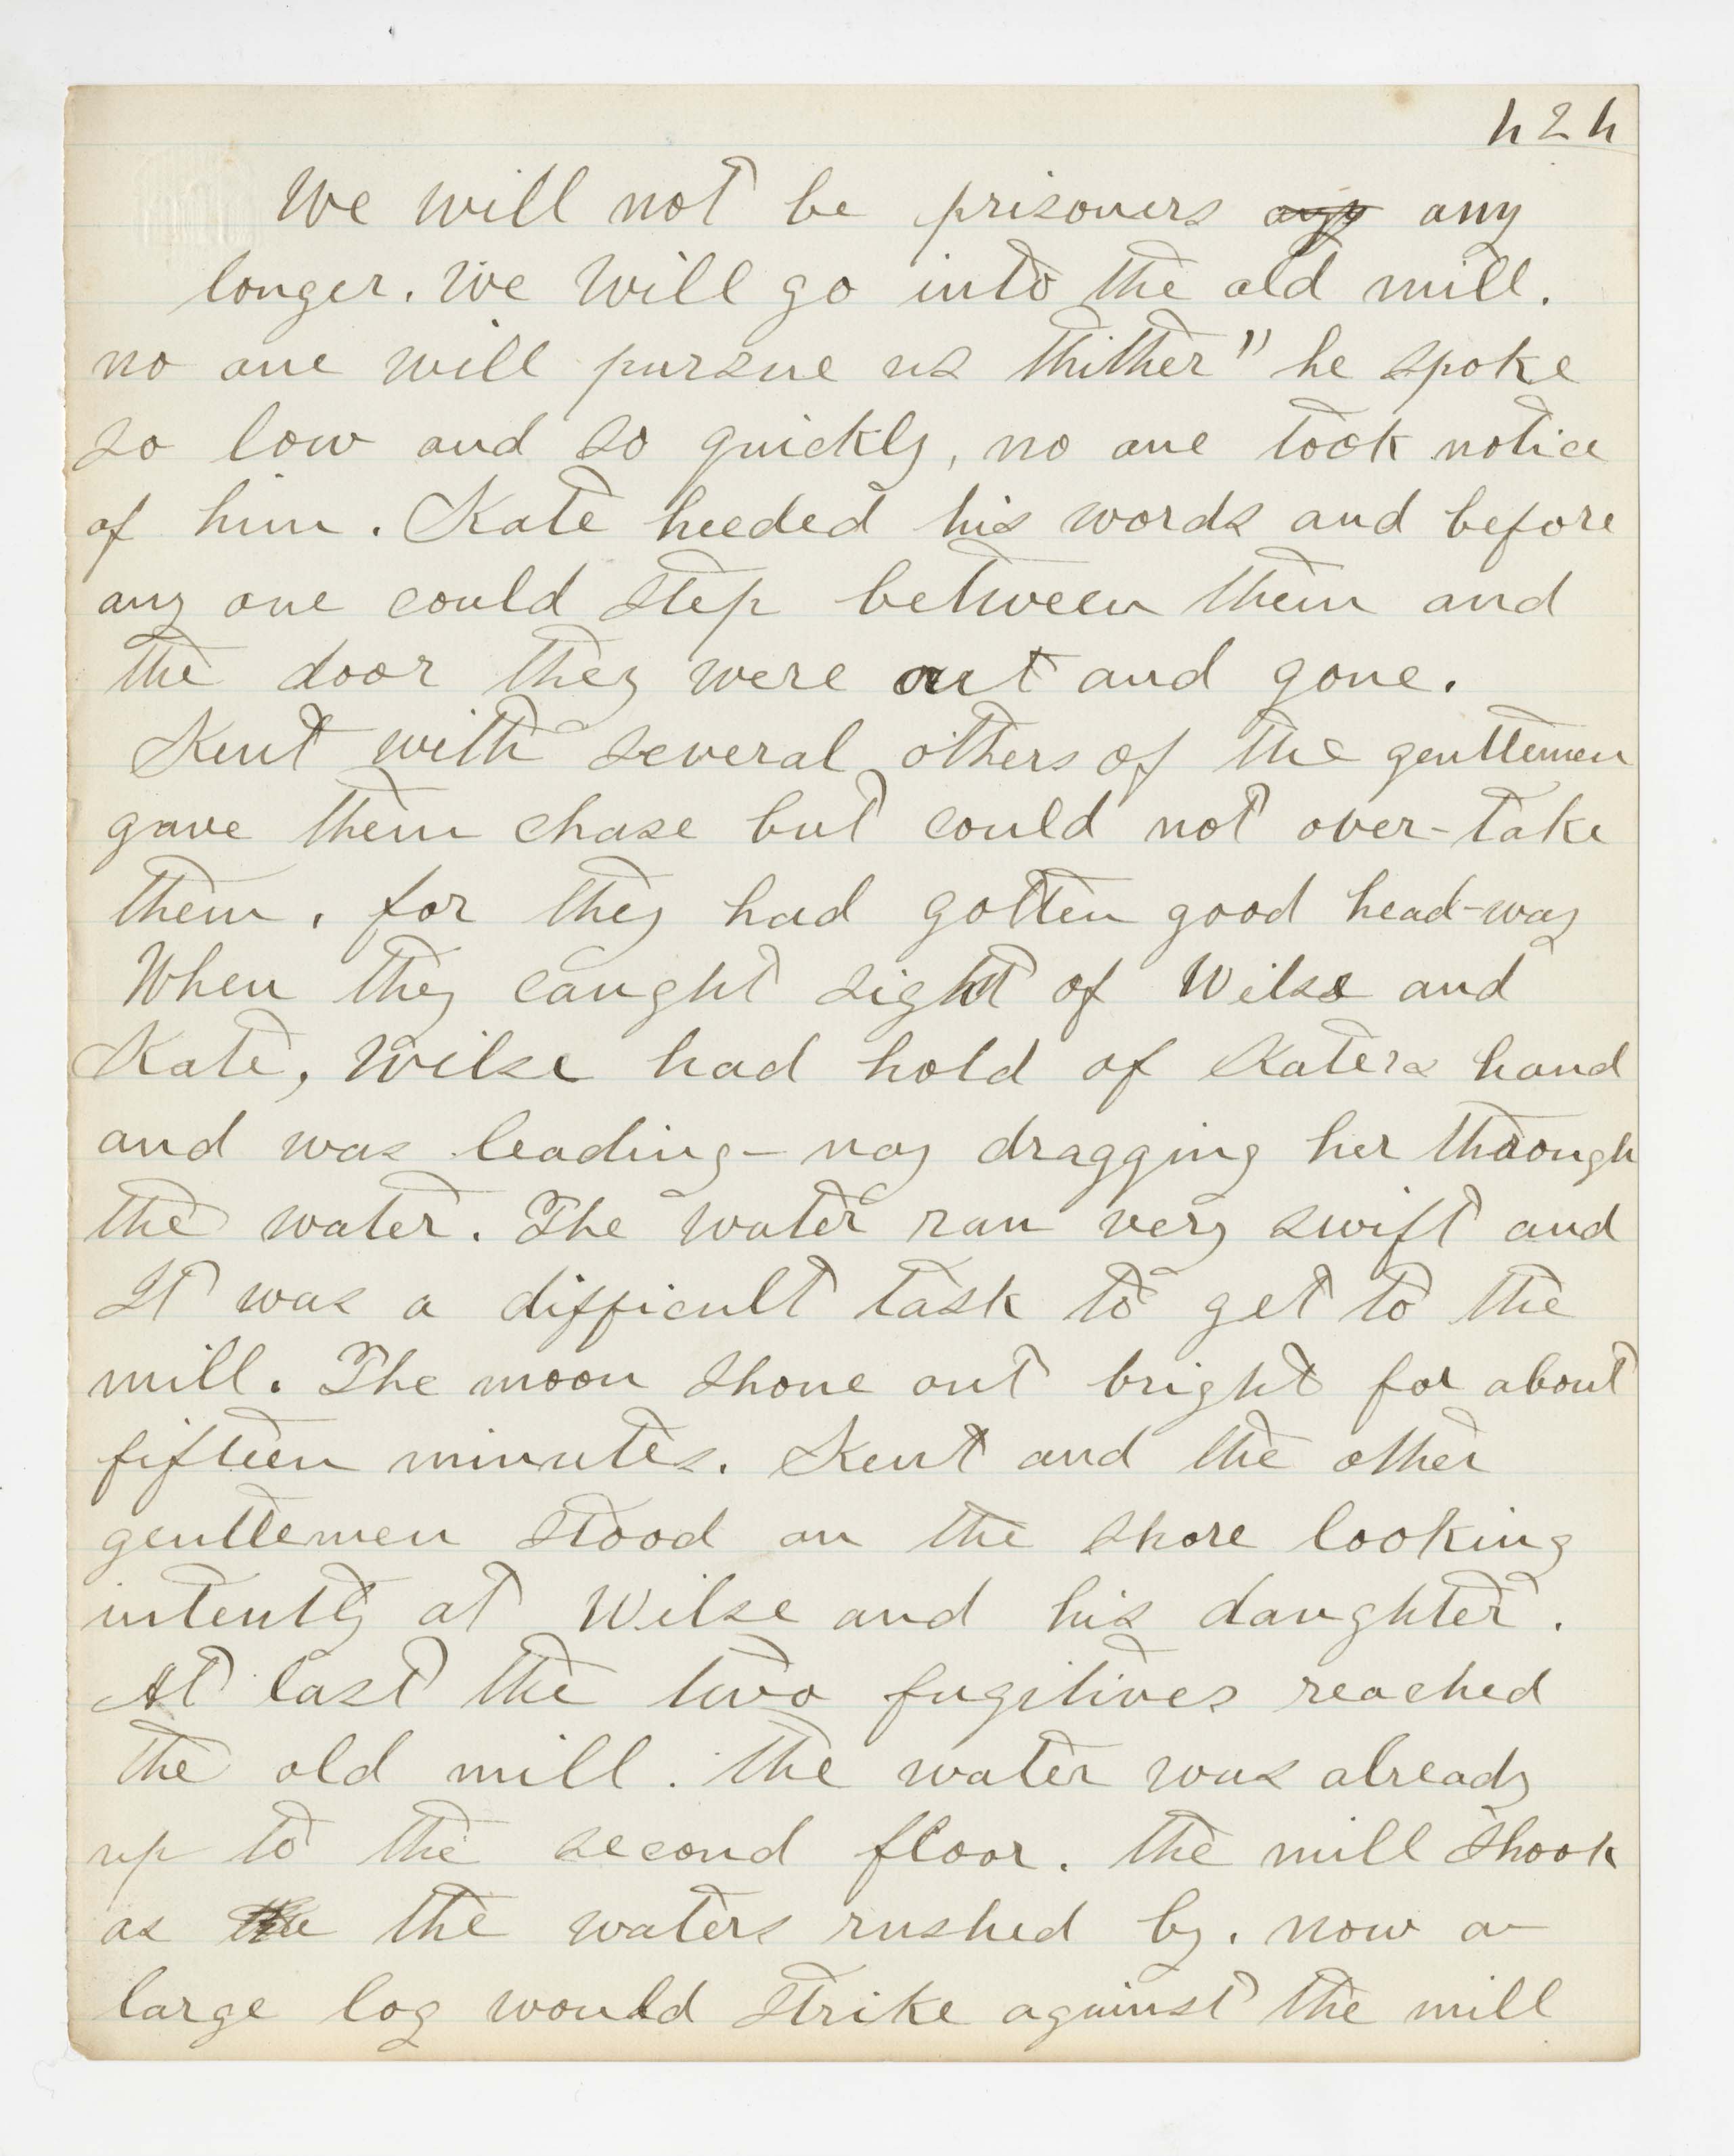 424
We will not be prisoners any any
longer. We will go into the old mill.
no one will pursue us thither" he spoke
so low and so quickly, no one took notice
of him. Kate heeded his words and before
any one could step between them and
the door they were out and gone.
Kent with several others of the genttemen
gave them chase but could not over-take
them, for they had gotten good head-way
When they caught sight of Wilse and
Kate, Wilse had hold of Kate's hand
and was leading- nay dragging her through
the water. The water ran very swift and
It was a difficult task to get to the
mill. The moon shone out bright for about
fifteen minutes. Kent and the other
genttemen stood on the shore looking
intently at Wilse and his daughter.
At last the two fugitives reached
the old mill. The water was already
up to the second floor. The mill shook
as the the waters rushed by. now a
large log would strike against the mill